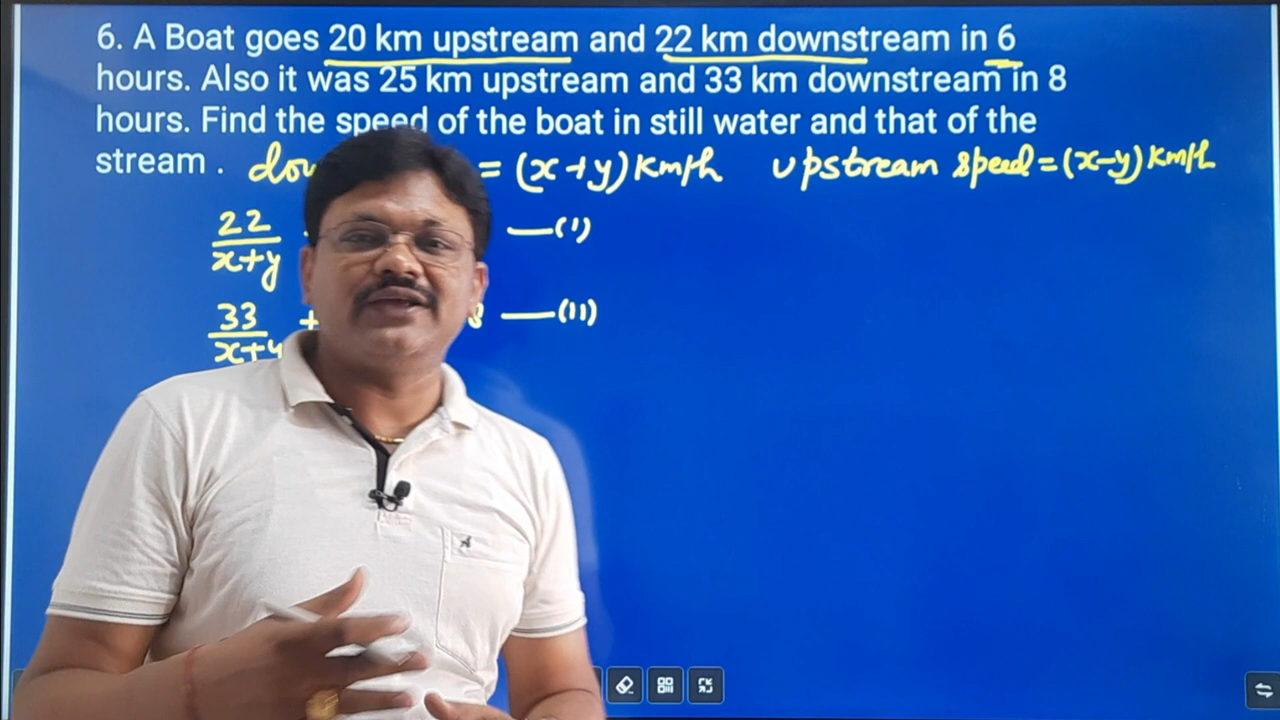 6. A Boat goes 20 km upstream and 22 km downstream in 6
hours. Also it was 25 km upstream and 33 km downstream in 8
hours. Find the speed of the boat in still water and that of the
stream . = (x+y) Km/h upstream speed = (x-y) Km/h
22
x+y —(I)
33
x+y + 8 —(II)